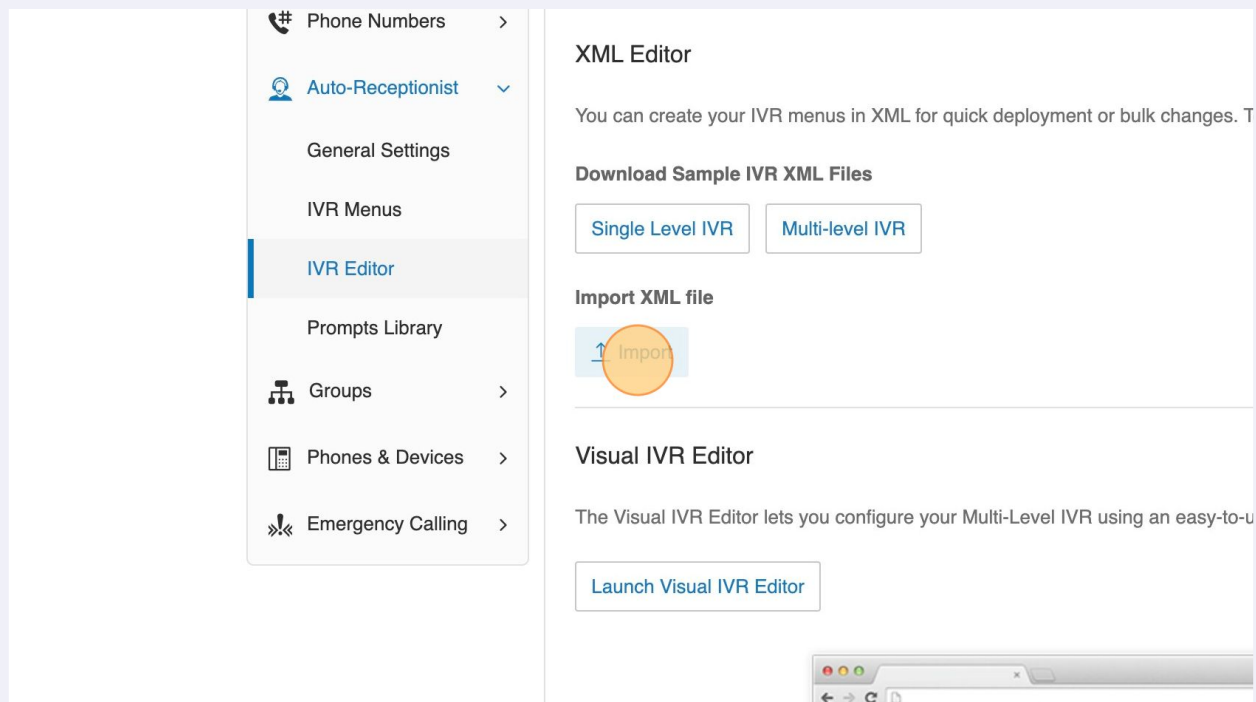 Phone Numbers
Auto-Receptionist
General Settings
IVR Menus
IVR Editor
Prompts Library
Groups
Phones & Devices
Emergency Calling
XML Editor
You can create your IVR menus in XML for quick deployment or bulk changes. T
Download Sample IVR XML Files
Single Level IVR
Multi-level IVR
Import XML file
Import
Visual IVR Editor
The Visual IVR Editor lets you configure your Multi-Level IVR using an easy-to-u
Launch Visual IVR Editor